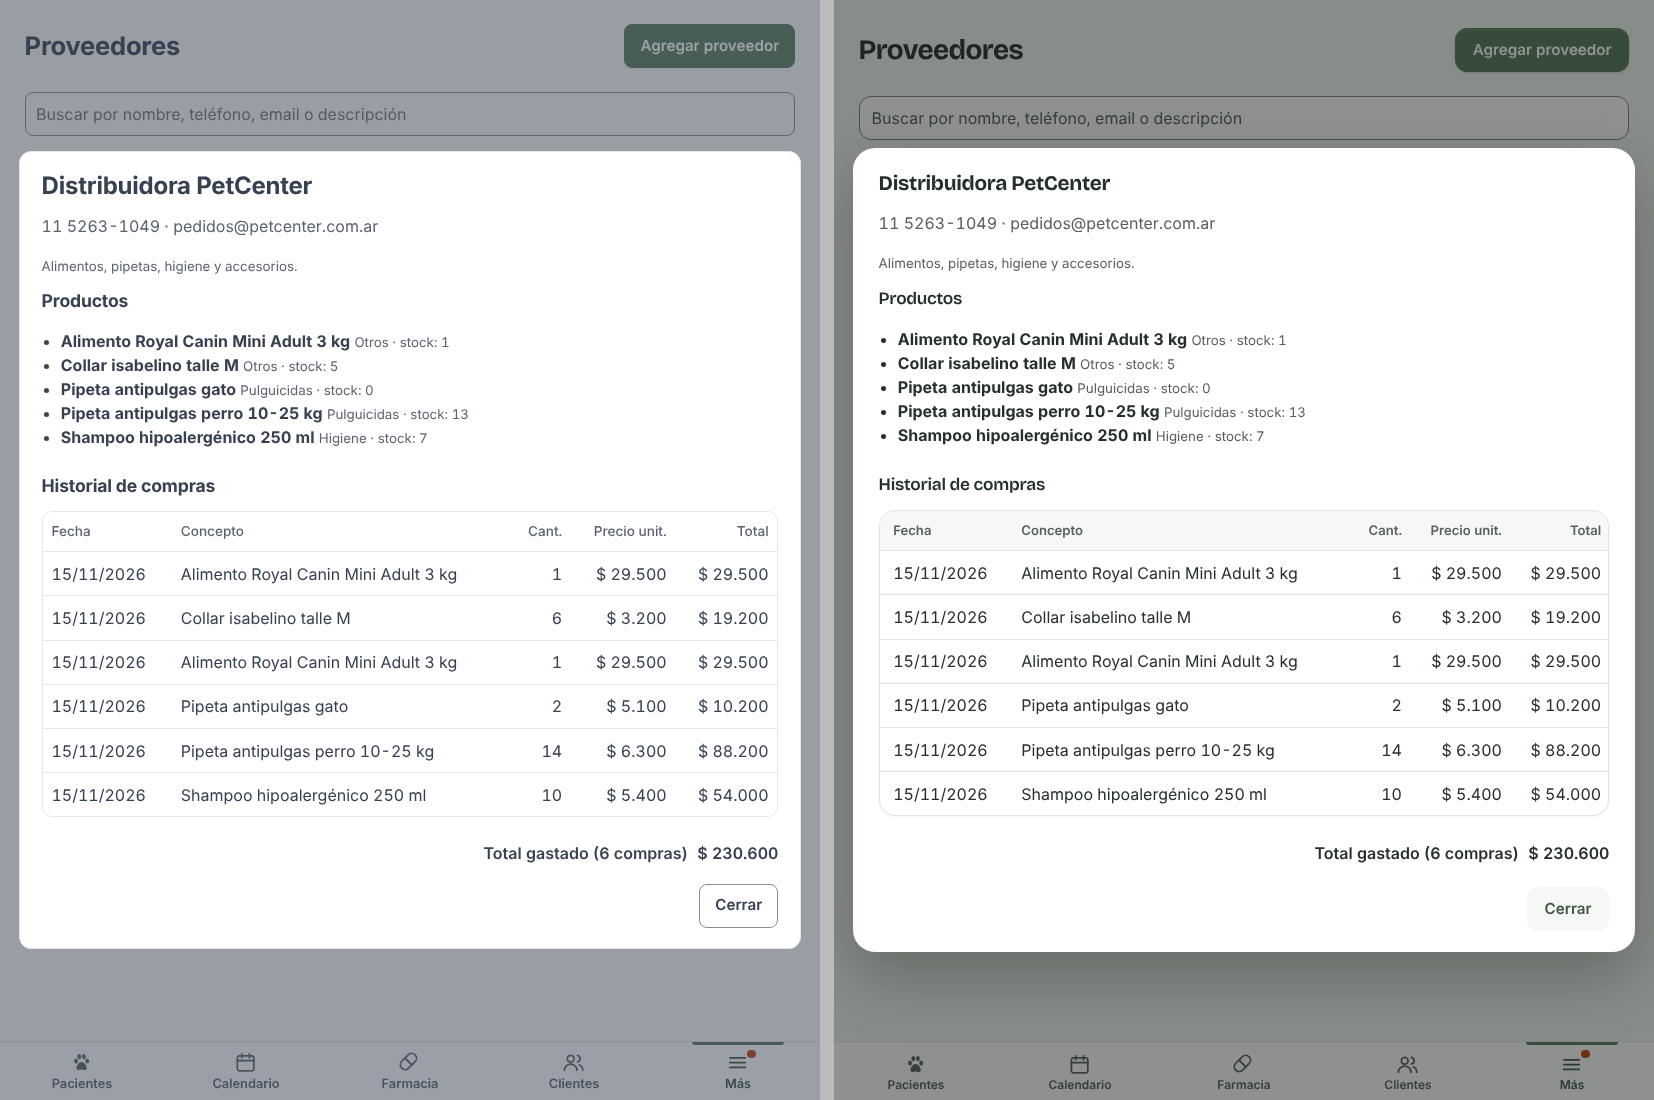 Proveedores
Agregar proveedor
Buscar por nombre, teléfono, email o descripción
Distribuidora PetCenter
11 5263-1049 · pedidos@petcenter.com.ar
Alimentos, pipetas, higiene y accesorios.
Productos
• Alimento Royal Canin Mini Adult 3 kg Otros · stock: 1
• Collar isabelino talle M Otros · stock: 5
• Pipeta antipulgas gato Pulguicidas · stock: 0
• Pipeta antipulgas perro 10-25 kg Pulguicidas · stock: 13
• Shampoo hipoalergénico 250 ml Higiene · stock: 7
Historial de compras
Fecha Concepto Cant. Precio unit. Total
15/11/2026 Alimento Royal Canin Mini Adult 3 kg 1 $ 29.500 $ 29.500
15/11/2026 Collar isabelino talle M 6 $ 3.200 $ 19.200
15/11/2026 Alimento Royal Canin Mini Adult 3 kg 1 $ 29.500 $ 29.500
15/11/2026 Pipeta antipulgas gato 2 $ 5.100 $ 10.200
15/11/2026 Pipeta antipulgas perro 10-25 kg 14 $ 6.300 $ 88.200
15/11/2026 Shampoo hipoalergénico 250 ml 10 $ 5.400 $ 54.000
Total gastado (6 compras) $ 230.600
Cerrar
Pacientes Calendario Farmacia Clientes Más
Proveedores
Agregar proveedor
Buscar por nombre, teléfono, email o descripción
Distribuidora PetCenter
11 5263-1049 · pedidos@petcenter.com.ar
Alimentos, pipetas, higiene y accesorios.
Productos
• Alimento Royal Canin Mini Adult 3 kg Otros · stock: 1
• Collar isabelino talle M Otros · stock: 5
• Pipeta antipulgas gato Pulguicidas · stock: 0
• Pipeta antipulgas perro 10-25 kg Pulguicidas · stock: 13
• Shampoo hipoalergénico 250 ml Higiene · stock: 7
Historial de compras
Fecha Concepto Cant. Precio unit. Total
15/11/2026 Alimento Royal Canin Mini Adult 3 kg 1 $ 29.500 $ 29.500
15/11/2026 Collar isabelino talle M 6 $ 3.200 $ 19.200
15/11/2026 Alimento Royal Canin Mini Adult 3 kg 1 $ 29.500 $ 29.500
15/11/2026 Pipeta antipulgas gato 2 $ 5.100 $ 10.200
15/11/2026 Pipeta antipulgas perro 10-25 kg 14 $ 6.300 $ 88.200
15/11/2026 Shampoo hipoalergénico 250 ml 10 $ 5.400 $ 54.000
Total gastado (6 compras) $ 230.600
Cerrar
Pacientes Calendario Farmacia Clientes Más